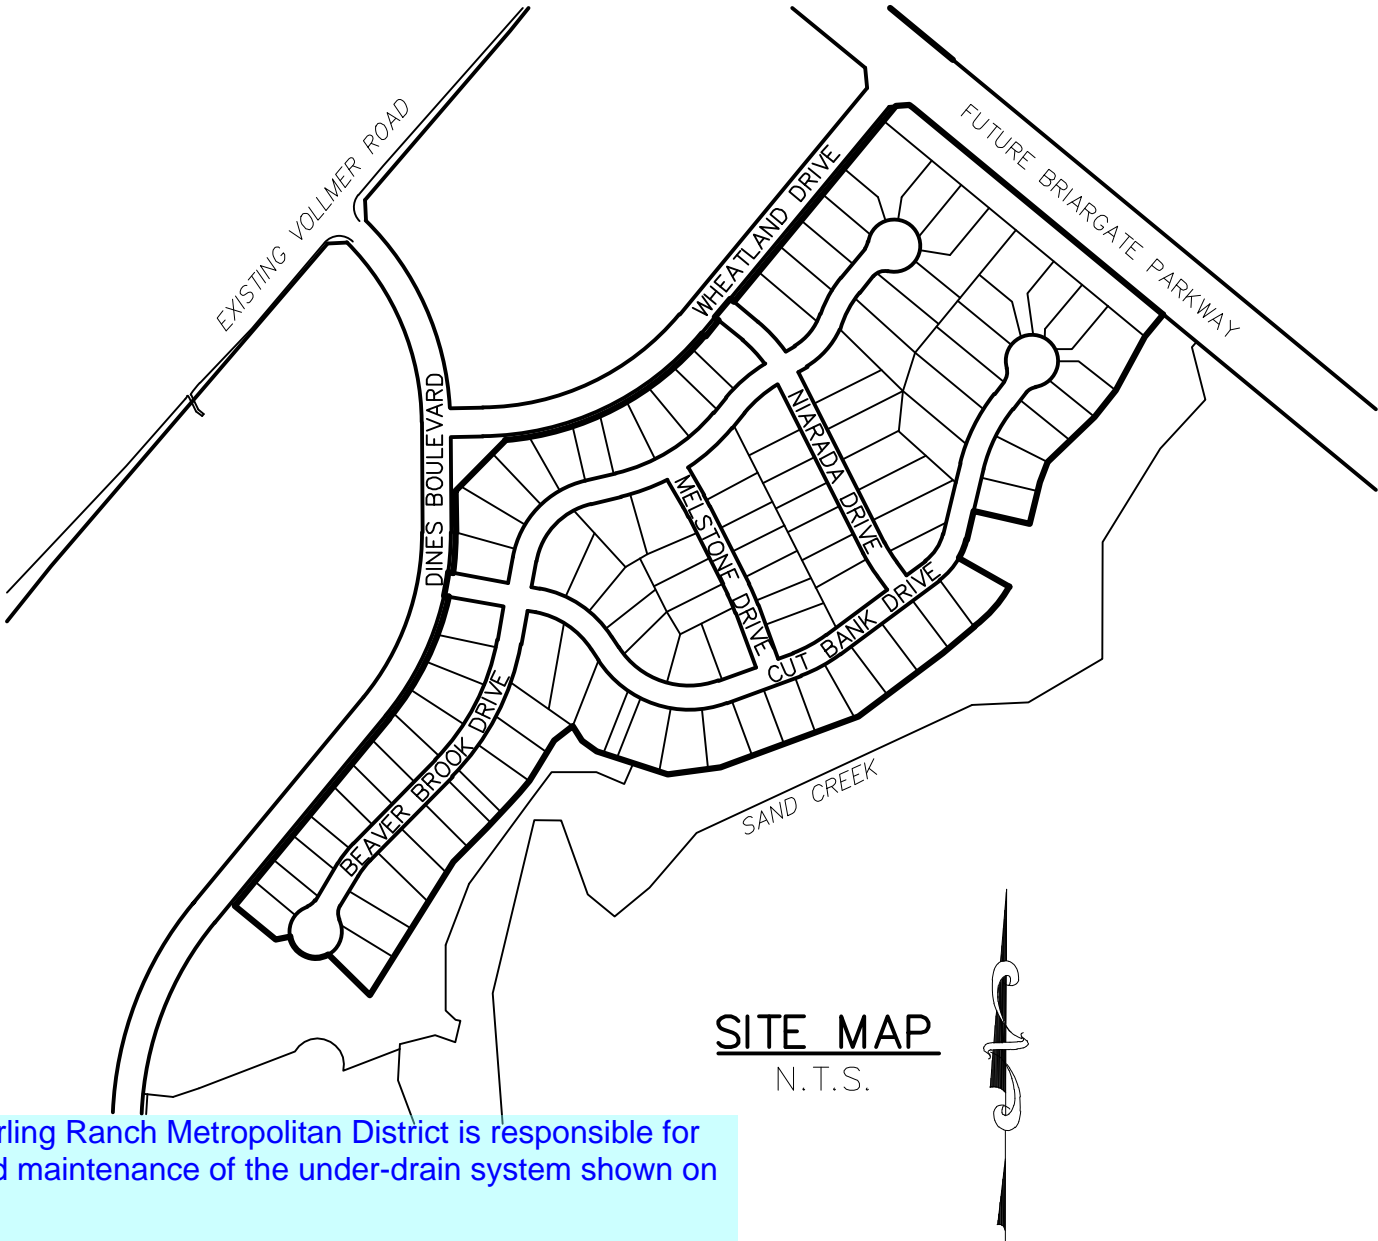 EXISTING VOLLMER ROAD
FUTURE BRIARGATE PARKWAY
WHEATLAND DRIVE
DINES BOULEVARD
NIARADA DRIVE
MELSTONE DRIVE
CUT BANK DRIVE
BEAVER BROOK DRIVE
SAND CREEK
SITE MAP
N.T.S.
Ranch Metropolitan District is responsible for
maintenance of the under-drain system shown on